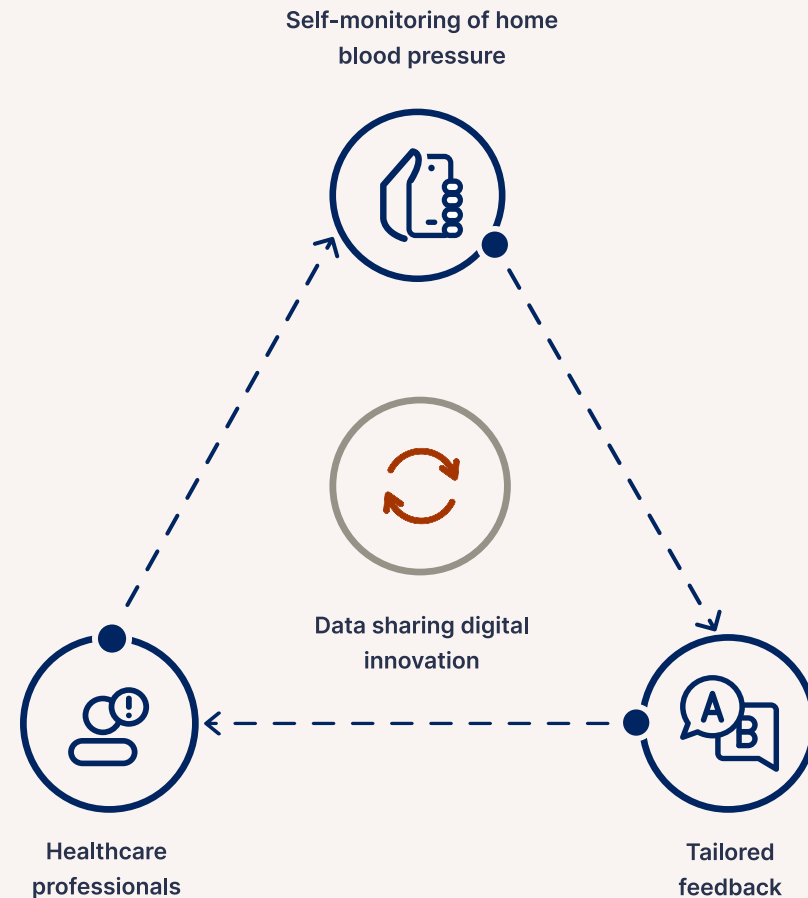 Self-monitoring of home
blood pressure
Data sharing digital
innovation
A
B
Healthcare
professionals
Tailored
feedback